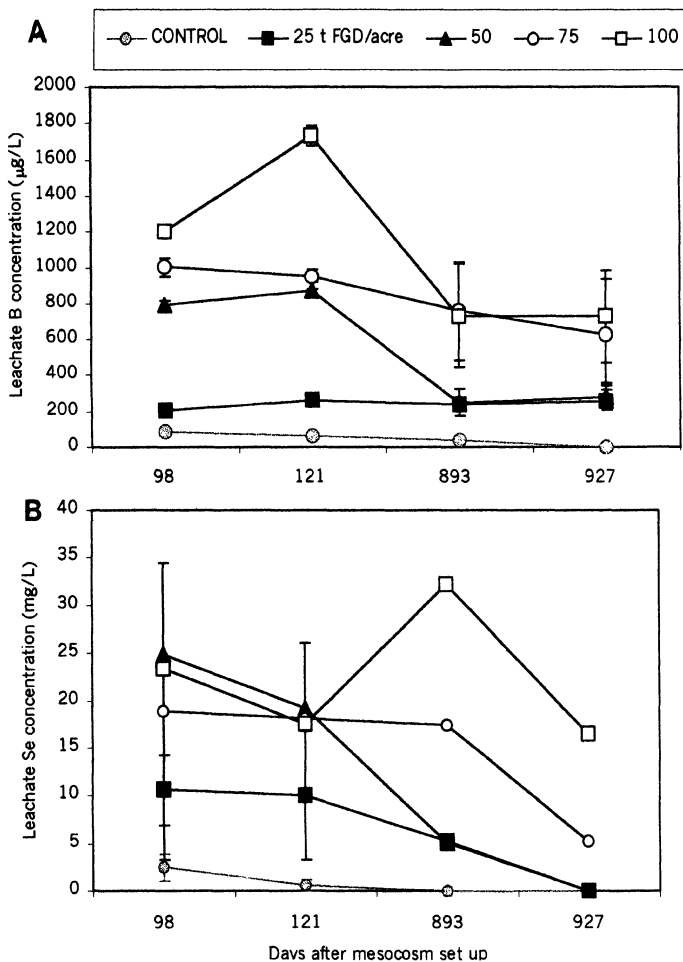 A
CONTROL 25 t FGD/acre 50 75 100
Leachate B concentration (µg/L)
2000
1800
1600
1400
1200
1000
800
600
400
200
0
98 121 893 927
B
Leachate Se concentration (mg/L)
40
35
30
25
20
15
10
5
0
98 121 893 927
Days after mesocosm set up